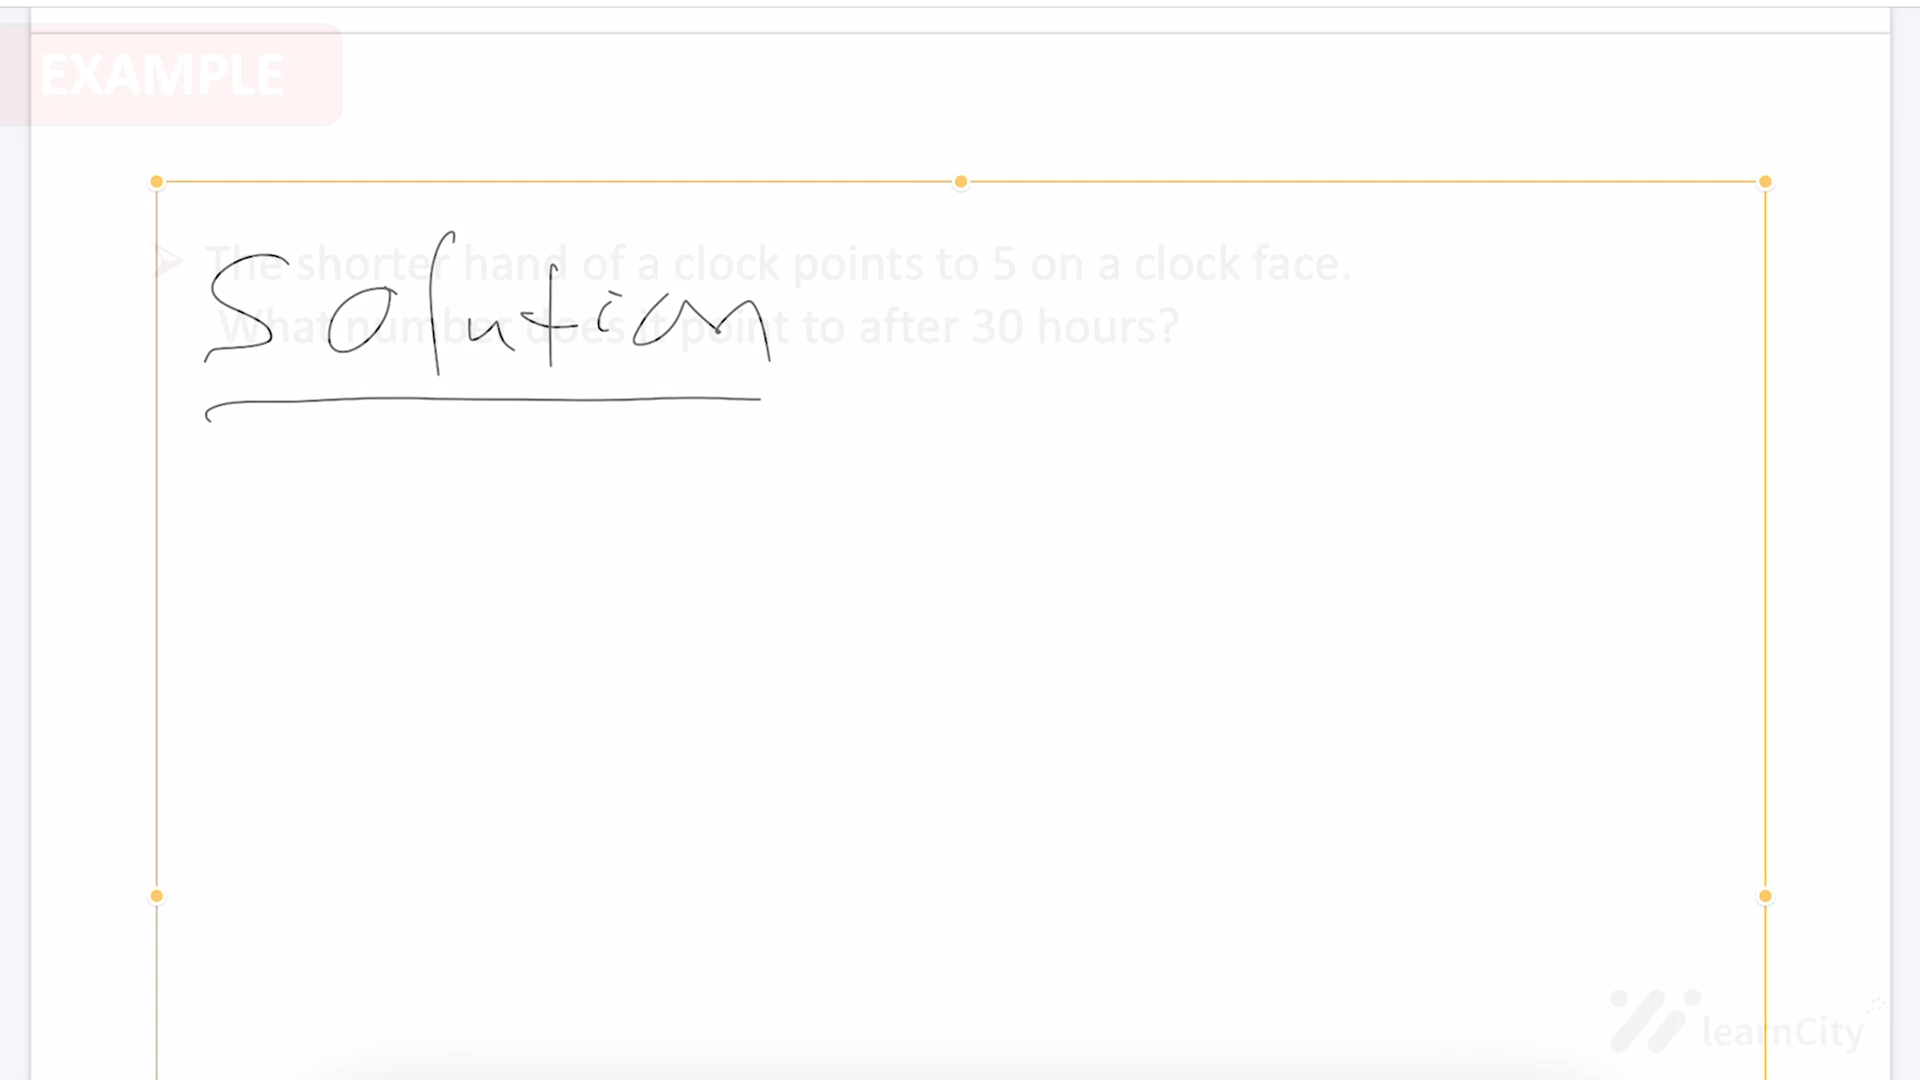 EXAMPLE
The shorter hand of a clock points to 5 on a clock face.
What number does it point to after 30 hours?
Solution
learnCity